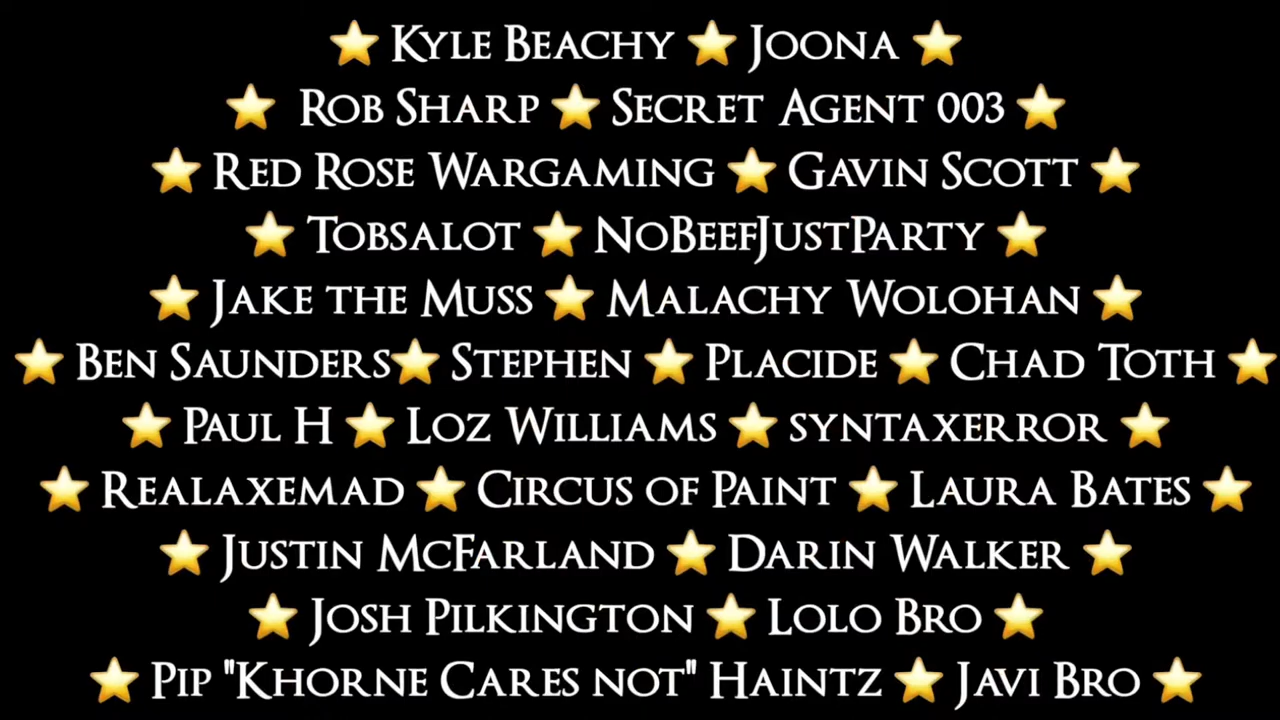 ⭐ Kyle Beachy ⭐ Joona ⭐
⭐ Rob Sharp ⭐ Secret Agent 003 ⭐
⭐ Red Rose Wargaming ⭐ Gavin Scott ⭐
⭐ Tobsalot ⭐ NoBeefJustParty ⭐
⭐ Jake the Muss ⭐ Malachy Wolohan ⭐
⭐ Ben Saunders⭐ Stephen ⭐ Placide ⭐ Chad Toth ⭐
⭐ Paul H ⭐ Loz Williams ⭐ syntaxerror ⭐
⭐ Realaxemad ⭐ Circus of Paint ⭐ Laura Bates ⭐
⭐ Justin McFarland ⭐ Darin Walker ⭐
⭐ Josh Pilkington ⭐ Lolo Bro ⭐
⭐ Pip "Khorne Cares not" Haintz ⭐ Javi Bro ⭐